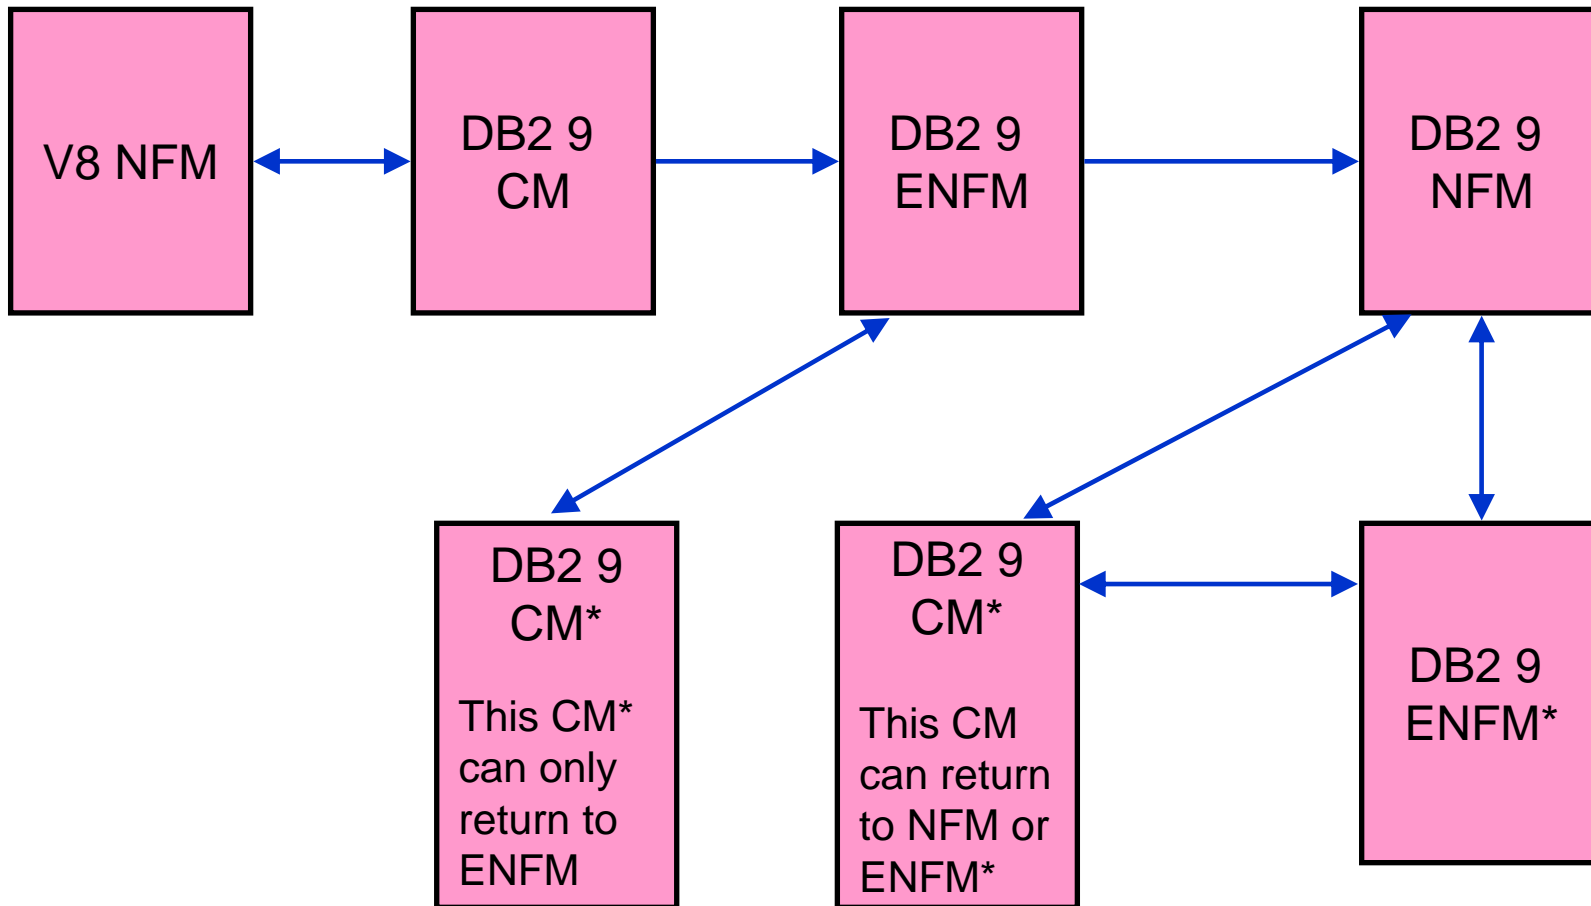 V8 NFM
DB2 9
CM
DB2 9
ENFM
DB2 9
NFM
DB2 9
CM*
This CM*
can only
return to
ENFM
DB2 9
CM*
This CM
can return
to NFM or
ENFM*
DB2 9
ENFM*